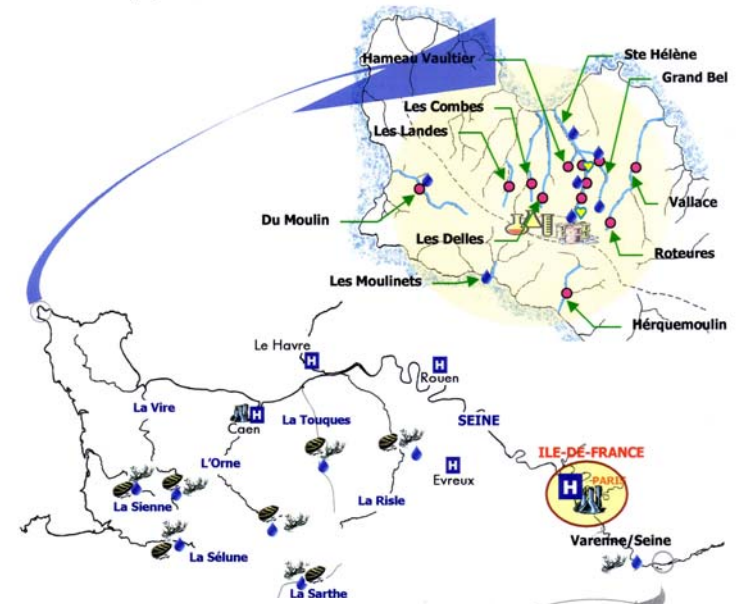 Hameau Vaultier
Ste Hélène
Grand Bel
Les Combes
Les Landes
Vallace
Du Moulin
Les Delles
Roteures
Les Moulinets
Hérquemoulin
Le Havre
H
H
Rouen
La Vire
H
Caen
La Touques
SEINE
L'Orne
ILE-DE-FRANCE
H
Evreux
H
PARIS
La Sienne
La Risle
Varenne/Seine
La Sélune
La Sarthe